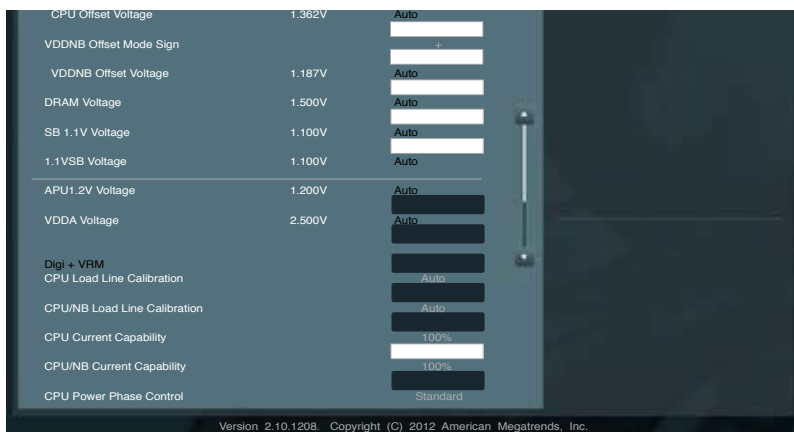 CPU Offset Voltage 1.362V Auto
VDDNB Offset Mode Sign +
VDDNB Offset Voltage 1.187V Auto
DRAM Voltage 1.500V Auto
SB 1.1V Voltage 1.100V Auto
1.1VSB Voltage 1.100V Auto
APU1.2V Voltage 1.200V Auto
VDDA Voltage 2.500V Auto
Digi + VRM
CPU Load Line Calibration Auto
CPU/NB Load Line Calibration Auto
CPU Current Capability 100%
CPU/NB Current Capability 100%
CPU Power Phase Control Standard
Version 2.10.1208. Copyright (C) 2012 American Megatrends, Inc.